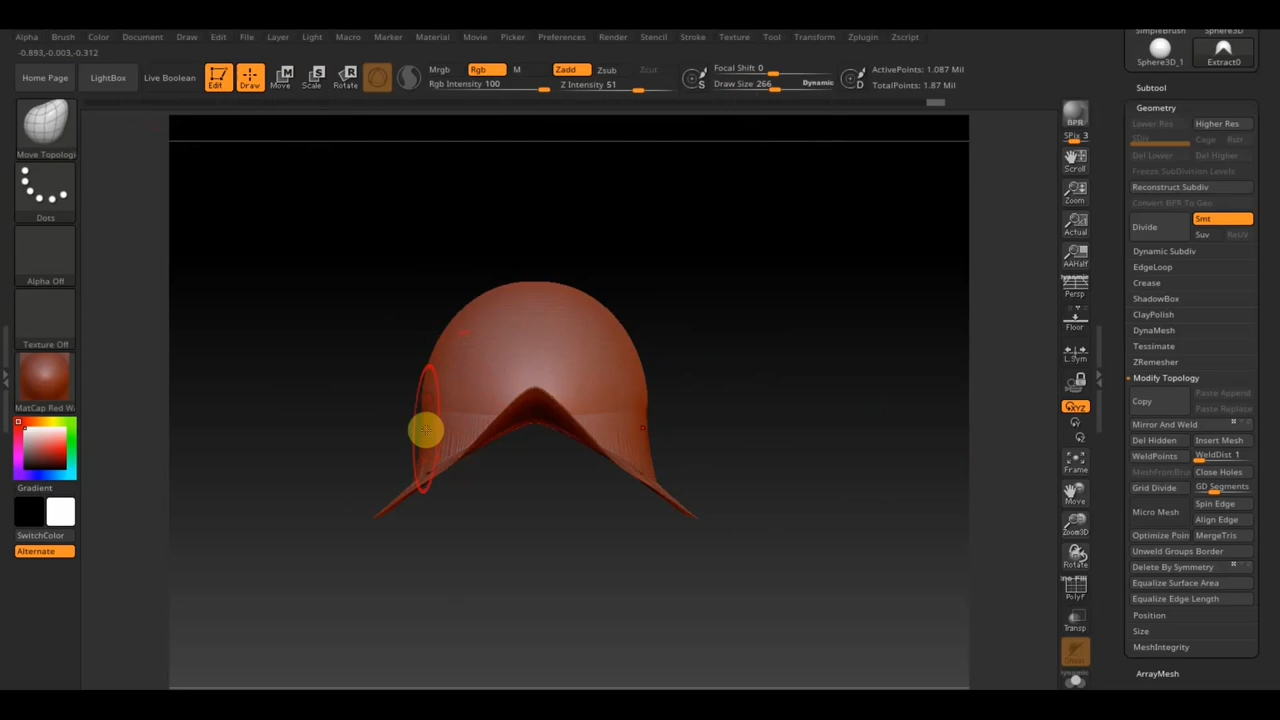 Alpha Brush Color Document Draw Edit File Layer Light Macro Marker Material Movie Picker Preferences Render Stencil Stroke Texture Tool Transform Zplugin Zscript
-0.893,-0.003,-0.312
Home Page
LightBox
Live Boolean
Edit
Draw
Move
Scale
Rotate
Mrgb Rgb M
Rgb Intensity 100
Zadd Zsub Zcut
Z Intensity 51
S
Focal Shift 0
Draw Size 266 Dynamic
D
ActivePoints: 1.087 Mil
TotalPoints: 1.87 Mil
Move Topologi
Dots
Alpha Off
Texture Off
MatCap Red Wa
Gradient
SwitchColor
Alternate
BPR
SPix 3
Scroll
Zoom
Actual
AAHalf
Dynamic
Persp
Floor
L.Sym
XYZ
Frame
Move
Zoom3D
Rotate
PolyF
Transp
Dynamic
SimpleBrush Sphere3D
Sphere3D_1 Extract0
Subtool
Geometry
Lower Res Higher Res
SDiv Cage Rstr
Del Lower Del Higher
Freeze SubDivision Levels
Reconstruct Subdiv
Convert BPR To Geo
Divide
Smt
Suv ReUV
Dynamic Subdiv
EdgeLoop
Crease
ShadowBox
ClayPolish
DynaMesh
Tessimate
ZRemesher
Modify Topology
Copy
Paste Append
Paste Replace
Mirror And Weld
Del Hidden Insert Mesh
WeldPoints WeldDist 1
MeshFromBru Close Holes
Grid Divide GD Segments
Micro Mesh
Spin Edge
Align Edge
Optimize Poin MergeTris
Unweld Groups Border
Delete By Symmetry
Equalize Surface Area
Equalize Edge Length
Position
Size
MeshIntegrity
ArrayMesh